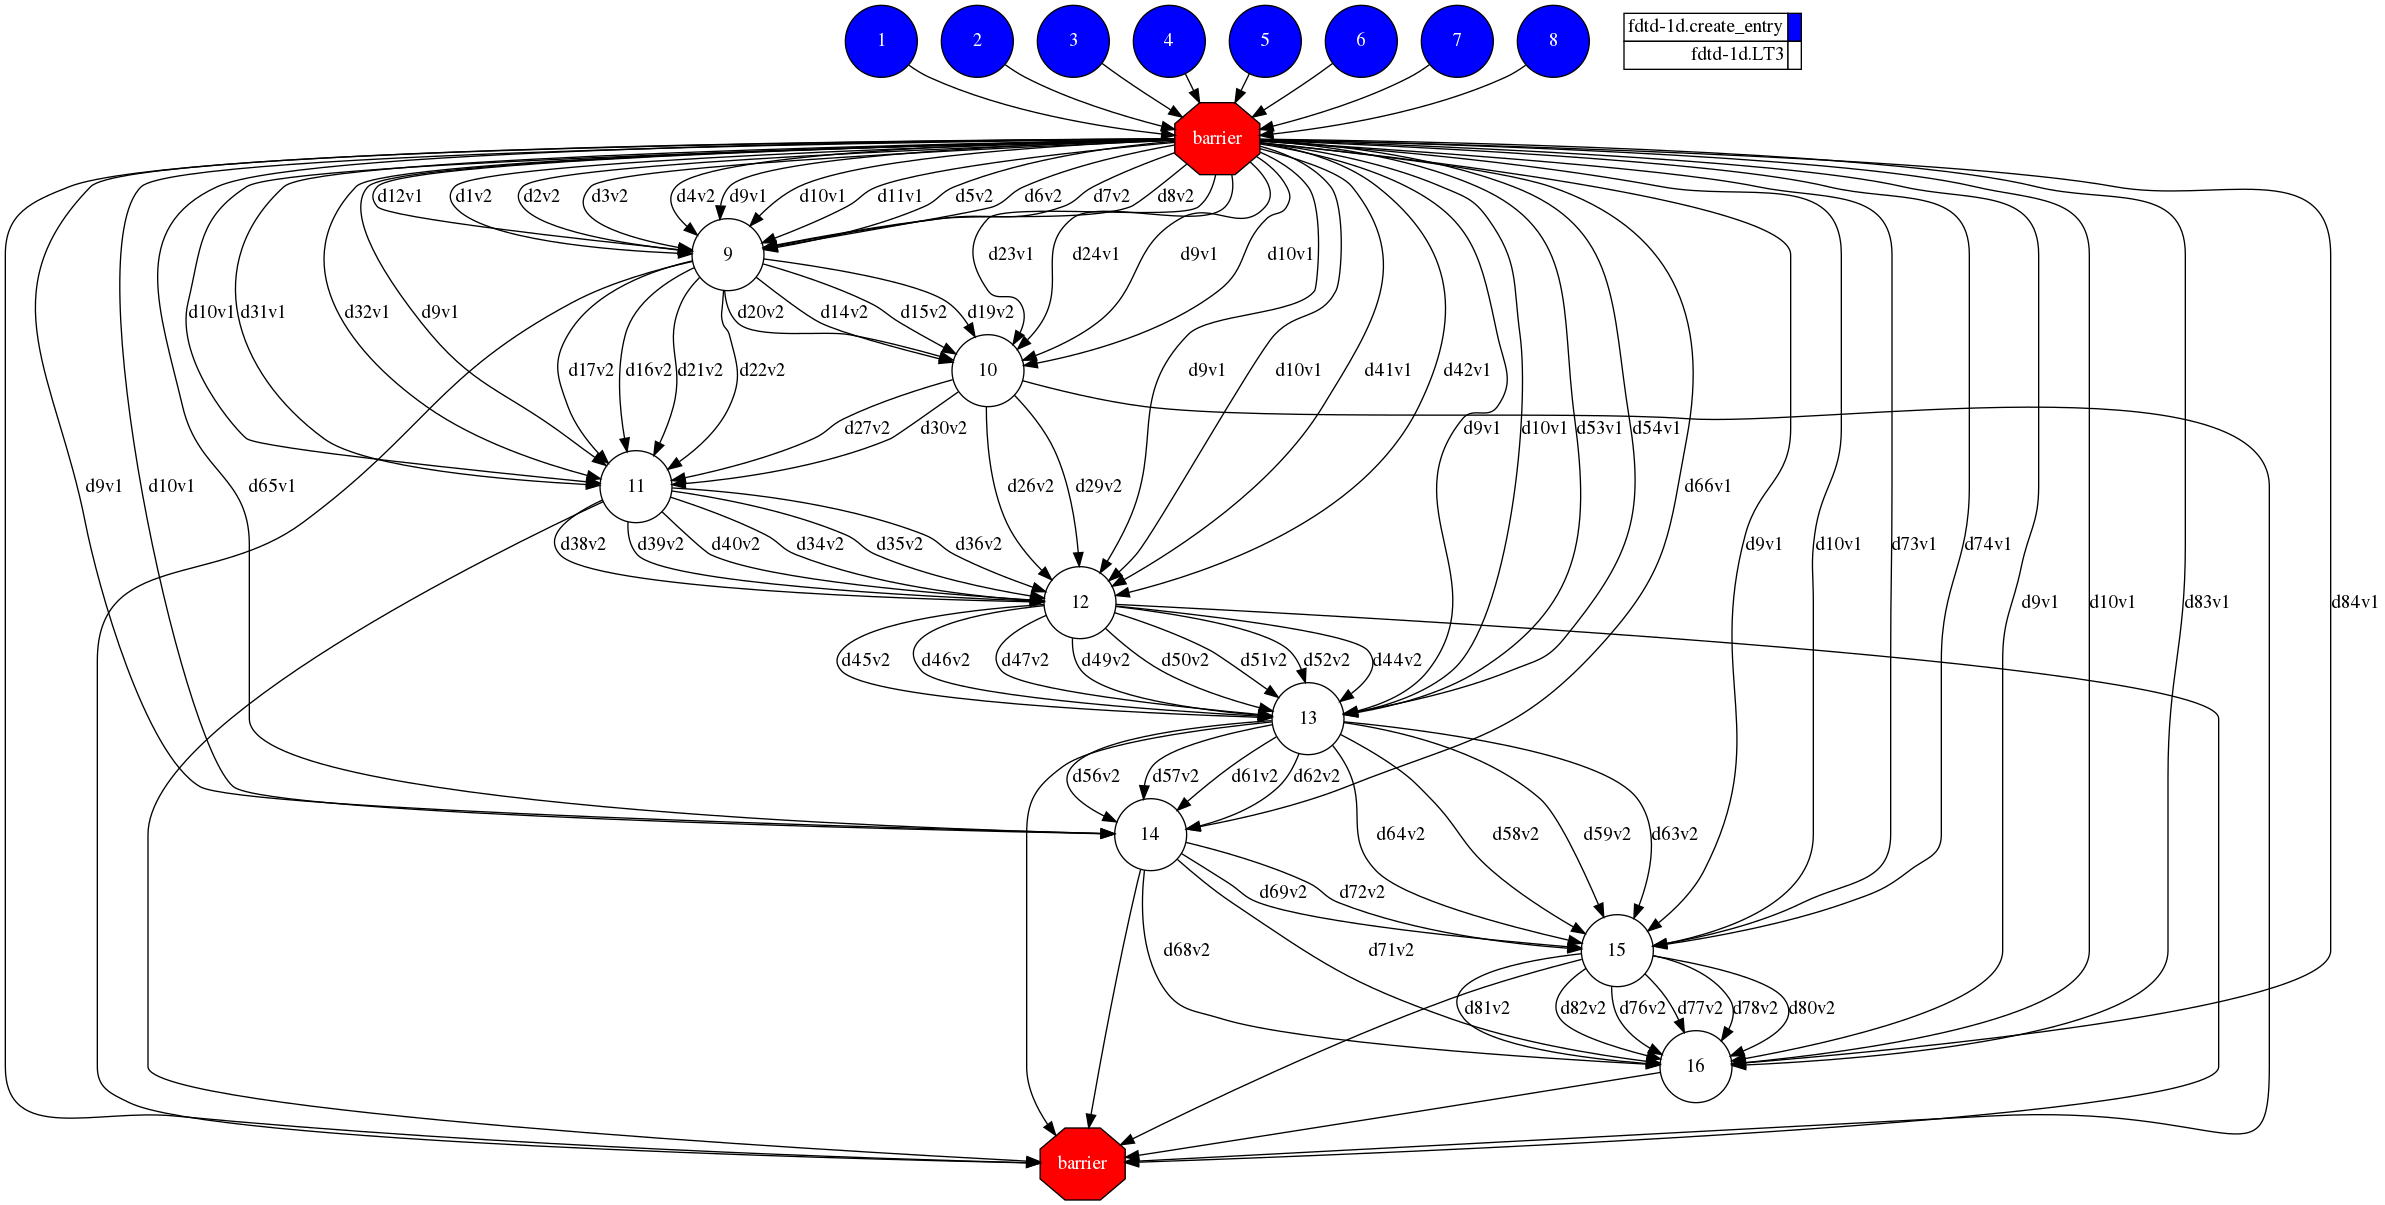 1 2 3 4 5 6 7 8 fdtd-1d.create_entry
fdtd-1d.LT3
barrier
d12v1 d1v2 d2v2 d3v2 d4v2 d9v1 d10v1 d11v1 d5v2 d6v2 d7v2 d8v2
9 d23v1 d24v1 d9v1 d10v1
d10v1 d31v1 d32v1 d9v1 d20v2 d14v2 d15v2 d19v2
d17v2 d16v2 d21v2 d22v2 10 d9v1 d10v1 d41v1 d42v1
d27v2 d30v2 d9v1 d10v1 d53v1 d54v1
d9v1 d10v1 d65v1 11 d26v2 d29v2 d66v1
d38v2 d39v2 d40v2 d34v2 d35v2 d36v2 d9v1 d10v1 d73v1 d74v1
12 d9v1 d10v1 d83v1 d84v1
d45v2 d46v2 d47v2 d49v2 d50v2 d51v2 d52v2 d44v2
13
d56v2 d57v2 d61v2 d62v2
14 d64v2 d58v2 d59v2 d63v2
d69v2 d72v2
d68v2 d71v2 15
d81v2 d82v2 d76v2 d77v2 d78v2 d80v2
16
barrier